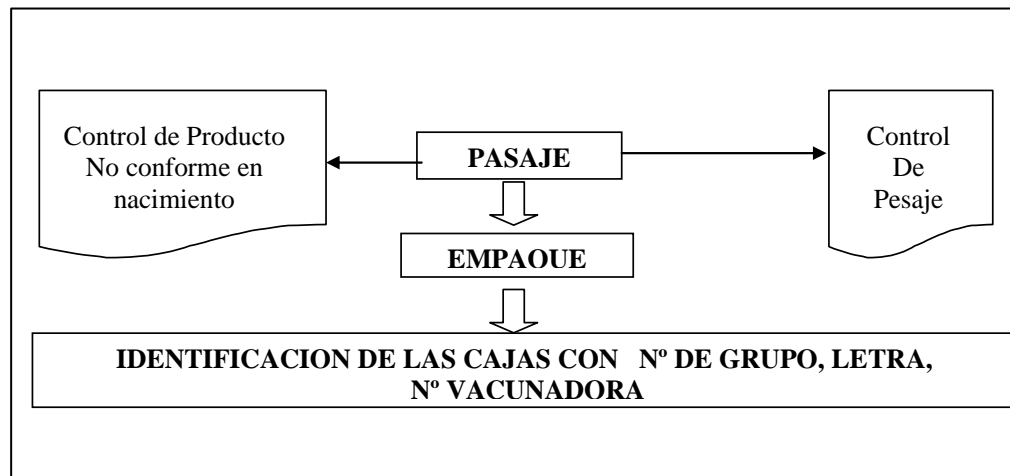 Control de Producto
No conforme en
nacimiento
PASAJE
Control
De
Pesaje
EMPAOUE
IDENTIFICACION DE LAS CAJAS CON Nº DE GRUPO, LETRA,
Nº VACUNADORA